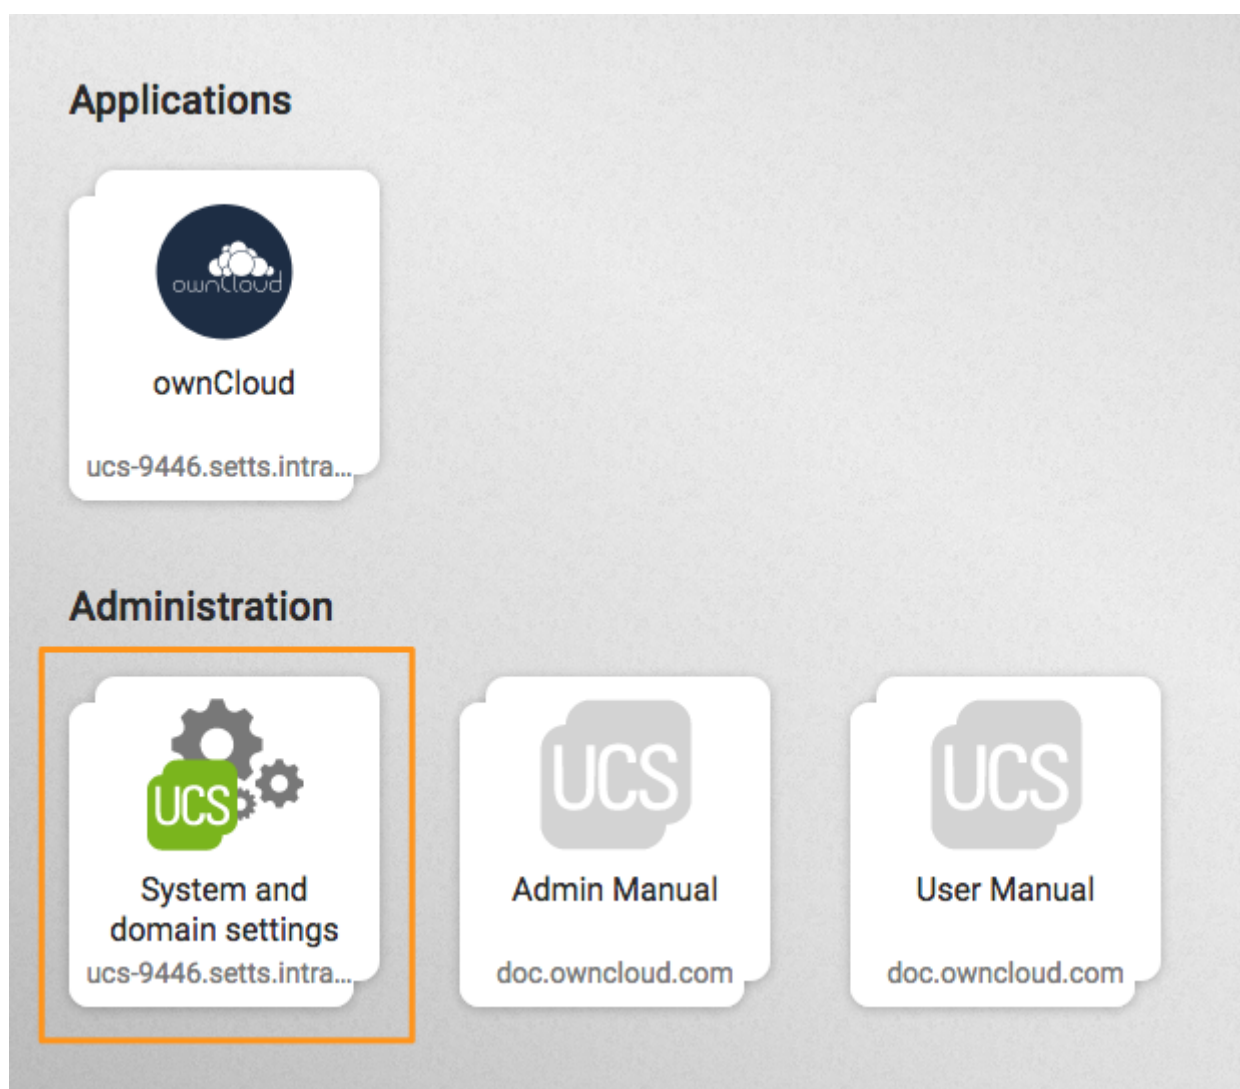 Applications
ownCloud
ownCloud
ucs-9446.setts.intra...
Administration
UCS
System and
domain settings
ucs-9446.setts.intra...
UCS
Admin Manual
doc.owncloud.com
UCS
User Manual
doc.owncloud.com